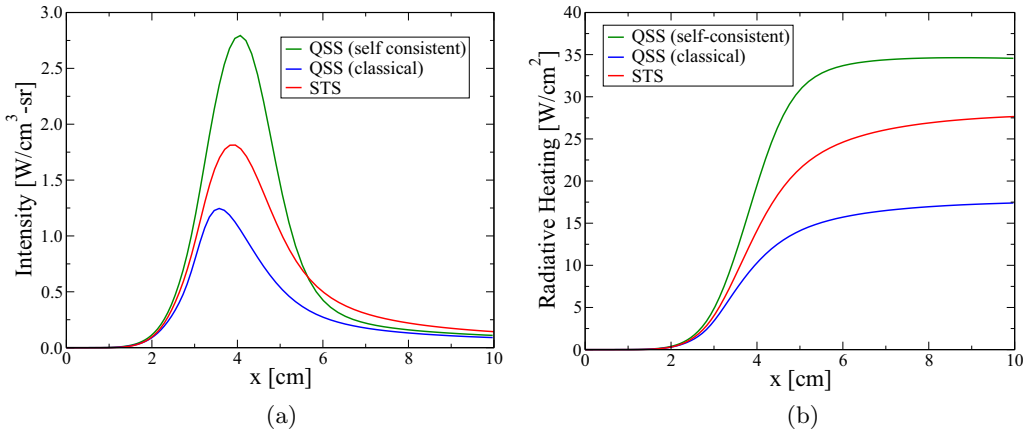 3.0
2.5
2.0
1.5
1.0
0.5
0.0
Intensity [W/cm³-sr]
QSS (self consistent)
QSS (classical)
STS
0 2 4 6 8 10
x [cm]
(a)
40
35
30
25
20
15
10
5
0
Radiative Heating [W/cm²]
QSS (self-consistent)
QSS (classical)
STS
0 2 4 6 8 10
x [cm]
(b)